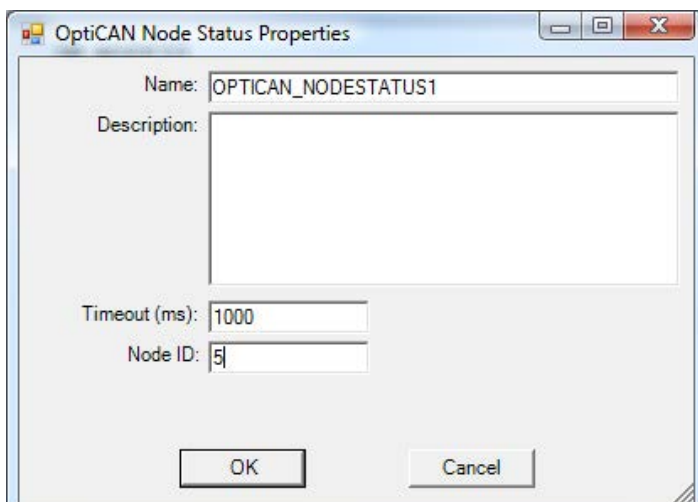 OptiCAN Node Status Properties
Name: OPTICAN_NODESTATUS1
Description:
Timeout (ms): 1000
Node ID: 5
OK Cancel